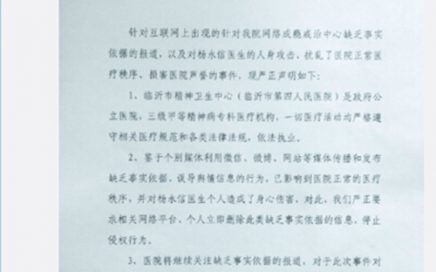 针对互联网上出现的针对我院网络成瘾戒治中心缺乏事实
依据的报道，以及对杨永信医生的人身攻击、扰乱了医院正常医
疗秩序，损害医院声誉的事件，现严正声明如下：
1、临沂市精神卫生中心（临沂市第四人民医院）是政府公
立医院，三级甲等精神病专科医疗机构，一切医疗活动均严格遵
守相关医疗规范和各类法律法规，依法执业。
2、鉴于个别媒体利用微信、微博、网站等媒体传播和发布
缺乏事实依据、误导舆情信息的行为，已影响到医院正常的医疗
秩序，并对杨永信医生个人造成了身心伤害。对此，我们严正要
求相关网络平台、个人立即删除此类缺乏事实依据的信息，停止
侵权行为。
3、医院将继续关注缺乏事实依据的报道，对于此次事件对